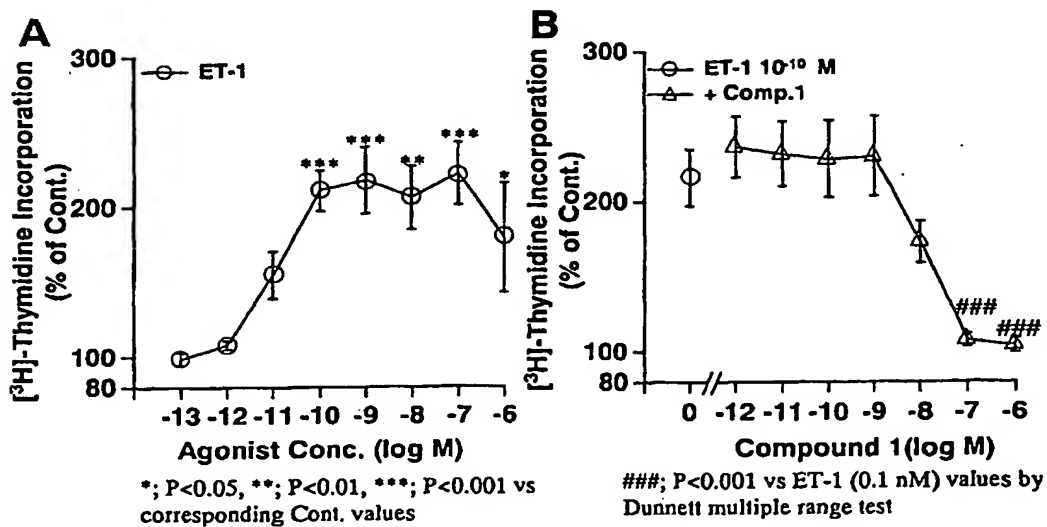 A
[³H]-Thymidine Incorporation
(% of Cont.)
300
200
100
80
ET-1
***
***
**
***
*
-13 -12 -11 -10 -9 -8 -7 -6
Agonist Conc. (log M)
*; P<0.05, **; P<0.01, ***; P<0.001 vs
corresponding Cont. values
B
[³H]-Thymidine Incorporation
(% of Cont.)
300
200
100
80
ET-1 10⁻¹⁰ M
+ Comp.1
###
###
0 -12 -11 -10 -9 -8 -7 -6
Compound 1(log M)
###; P<0.001 vs ET-1 (0.1 nM) values by
Dunnett multiple range test